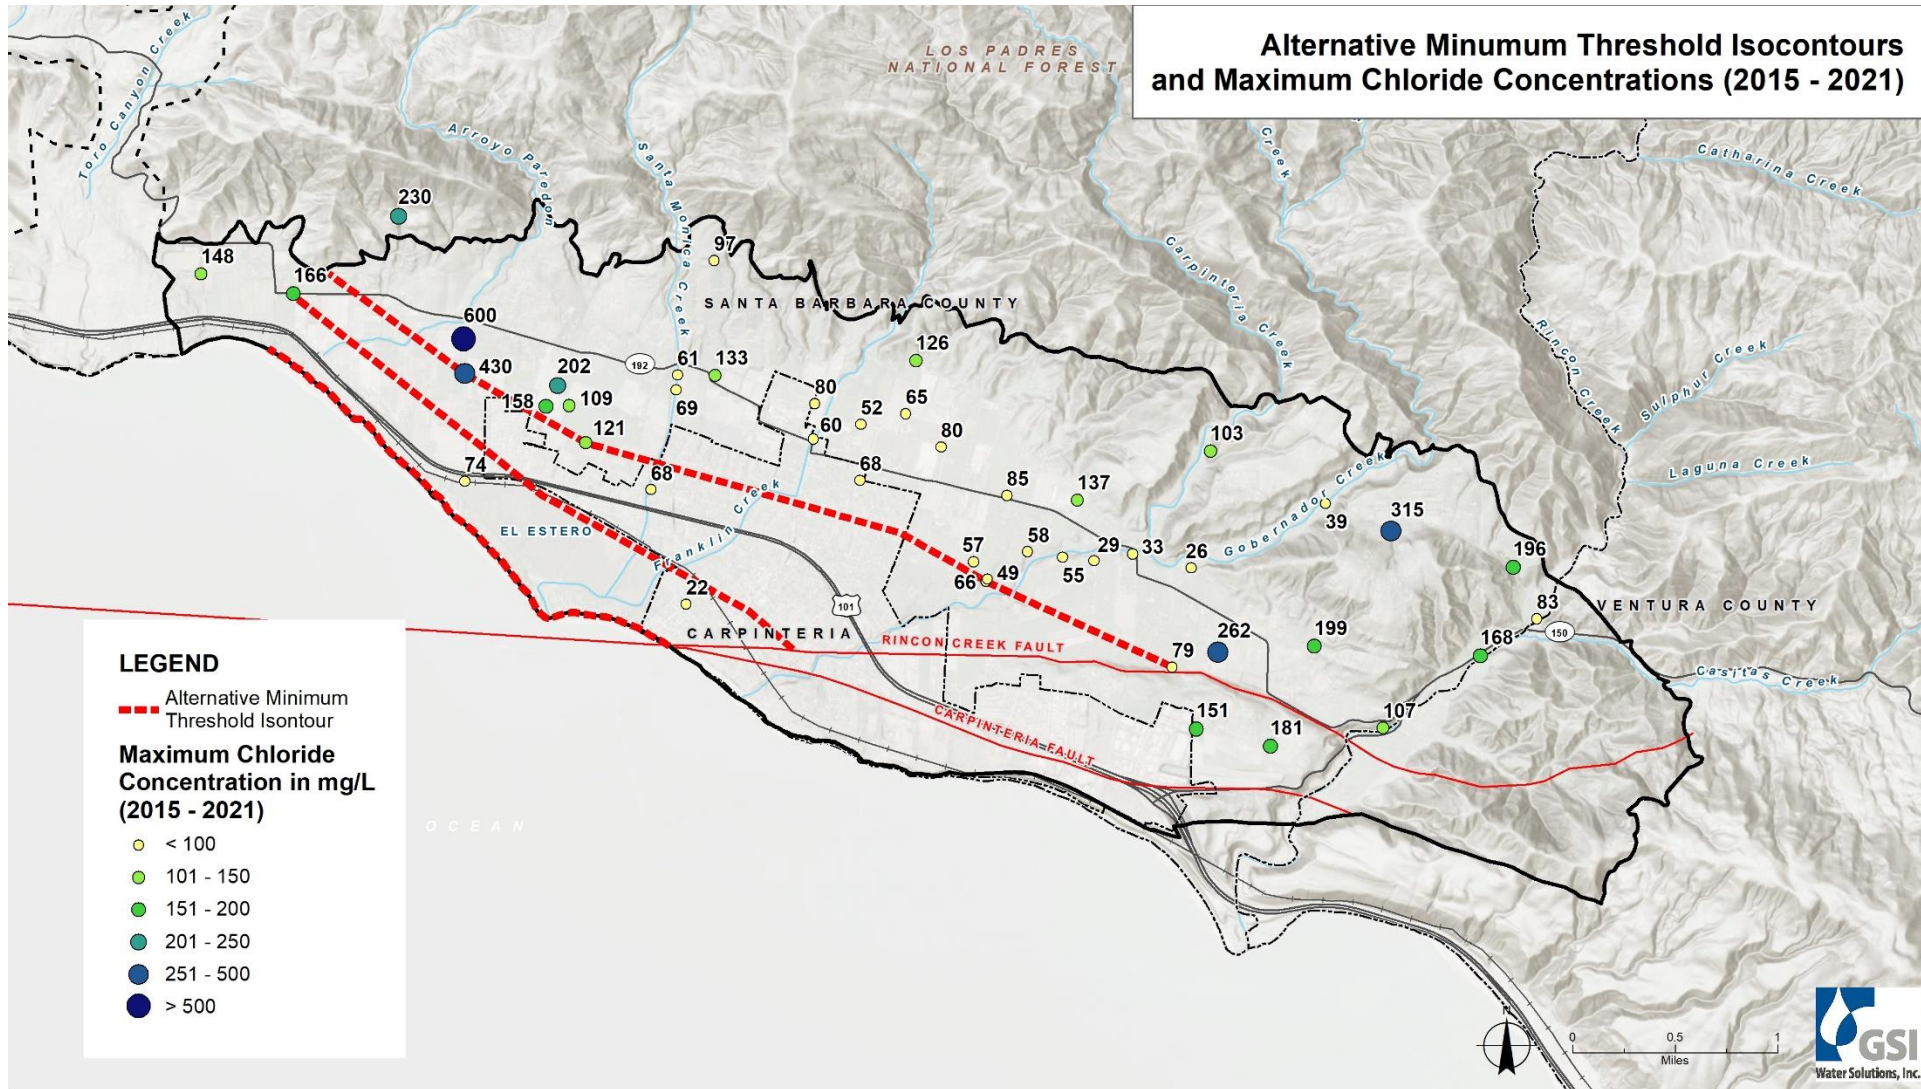 Alternative Minumum Threshold Isocontours
and Maximum Chloride Concentrations (2015 - 2021)
LOS PADRES
NATIONAL FOREST
Toro Canyon Creek
Arroyo Paredon
Santa Monica Creek
Creek
Creek
Catharina Creek
Carpinteria Creek
Rincon Creek
Sulphur Creek
Laguna Creek
Gobernador Creek
Casitas Creek
Franklin Creek
EL ESTERO
SANTA BARBARA COUNTY
VENTURA COUNTY
CARPINTERIA
RINCON CREEK FAULT
CARPINTERIA FAULT
OCEAN
192
101
150
230
148
166
97
600
430
202
158
109
121
61
133
69
126
80
52
65
60
80
74
68
68
85
137
103
39
315
196
57
58
66
49
55
29
33
26
22
83
79
262
199
168
151
181
107
LEGEND
Alternative Minimum
Threshold Isontour
Maximum Chloride
Concentration in mg/L
(2015 - 2021)
< 100
101 - 150
151 - 200
201 - 250
251 - 500
> 500
N
0 0.5 1
Miles
GSI
Water Solutions, Inc.